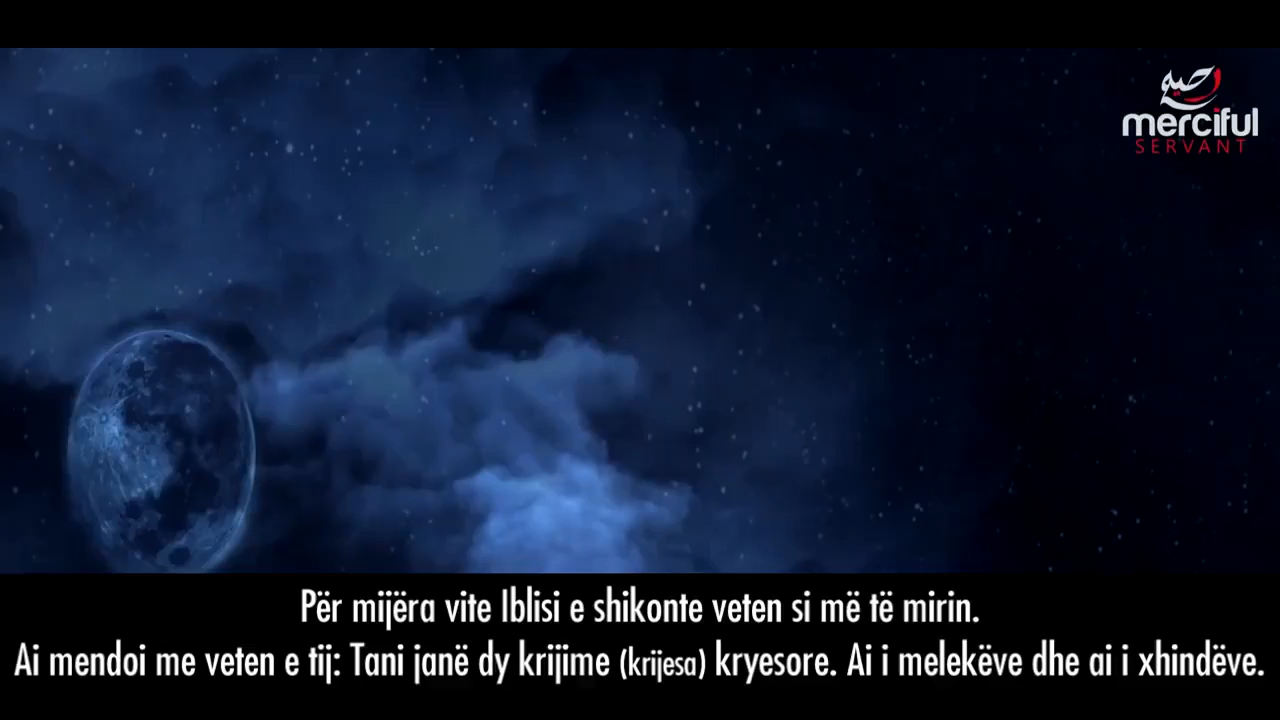 merciful
SERVANT
Për mijëra vite Iblisi e shikonte veten si më të mirin.
Ai mendoi me veten e tij: Tani janë dy krijime (krijesa) kryesore. Ai i melekëve dhe ai i xhindëve.